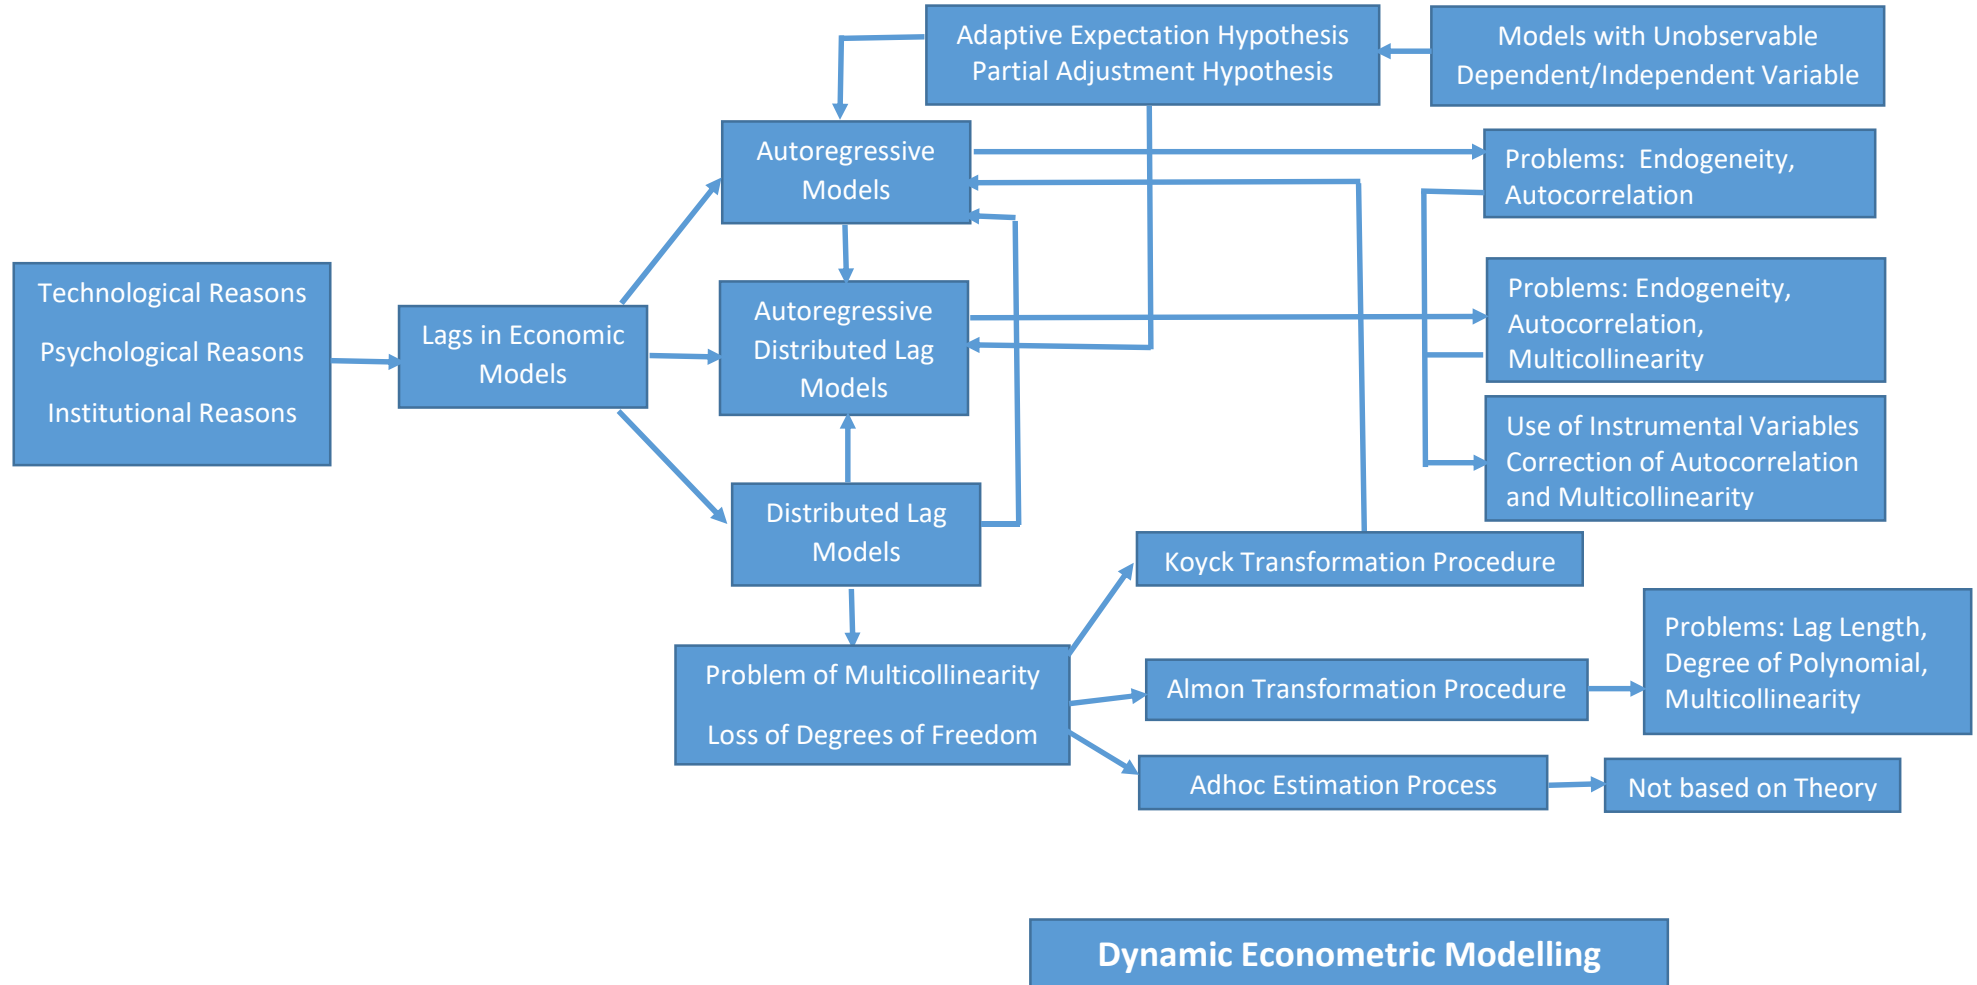 Adaptive Expectation Hypothesis
Partial Adjustment Hypothesis
Models with Unobservable
Dependent/Independent Variable
Autoregressive
Models
Problems: Endogeneity,
Autocorrelation
Technological Reasons
Psychological Reasons
Institutional Reasons
Lags in Economic
Models
Autoregressive
Distributed Lag
Models
Problems: Endogeneity,
Autocorrelation,
Multicollinearity
Use of Instrumental Variables
Correction of Autocorrelation
and Multicollinearity
Distributed Lag
Models
Koyck Transformation Procedure
Problem of Multicollinearity
Loss of Degrees of Freedom
Almon Transformation Procedure
Problems: Lag Length,
Degree of Polynomial,
Multicollinearity
Adhoc Estimation Process
Not based on Theory
Dynamic Econometric Modelling